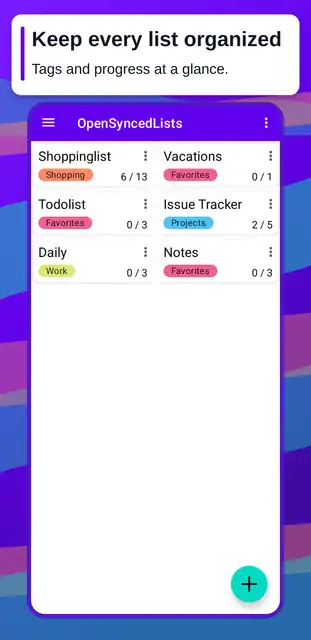 Keep every list organized
Tags and progress at a glance.
OpenSyncedLists
Shoppinglist
Shopping
6 / 13
Vacations
Favorites
0 / 1
Todolist
Favorites
0 / 3
Issue Tracker
Projects
2 / 5
Daily
Work
0 / 3
Notes
Favorites
0 / 3